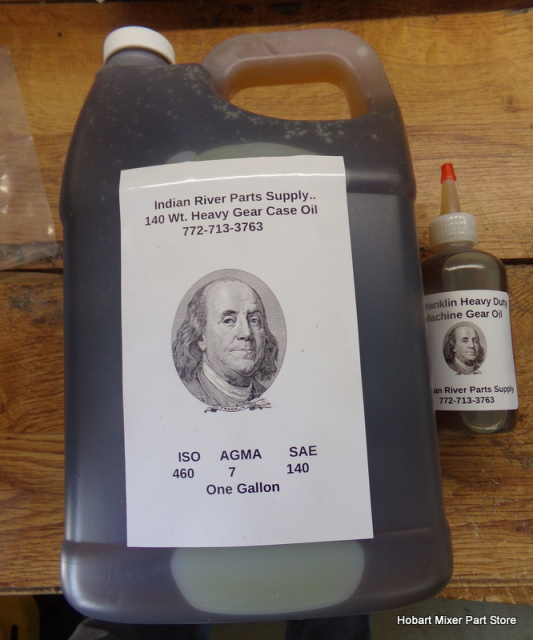 Indian River Parts Supply..
140 Wt. Heavy Gear Case Oil
772-713-3763
FRANKLIN
ISO AGMA SAE
460 7 140
One Gallon
ranklin Heavy Duty
Machine Gear Oil
an River Parts Supply
772-713-3763
Hobart Mixer Part Store